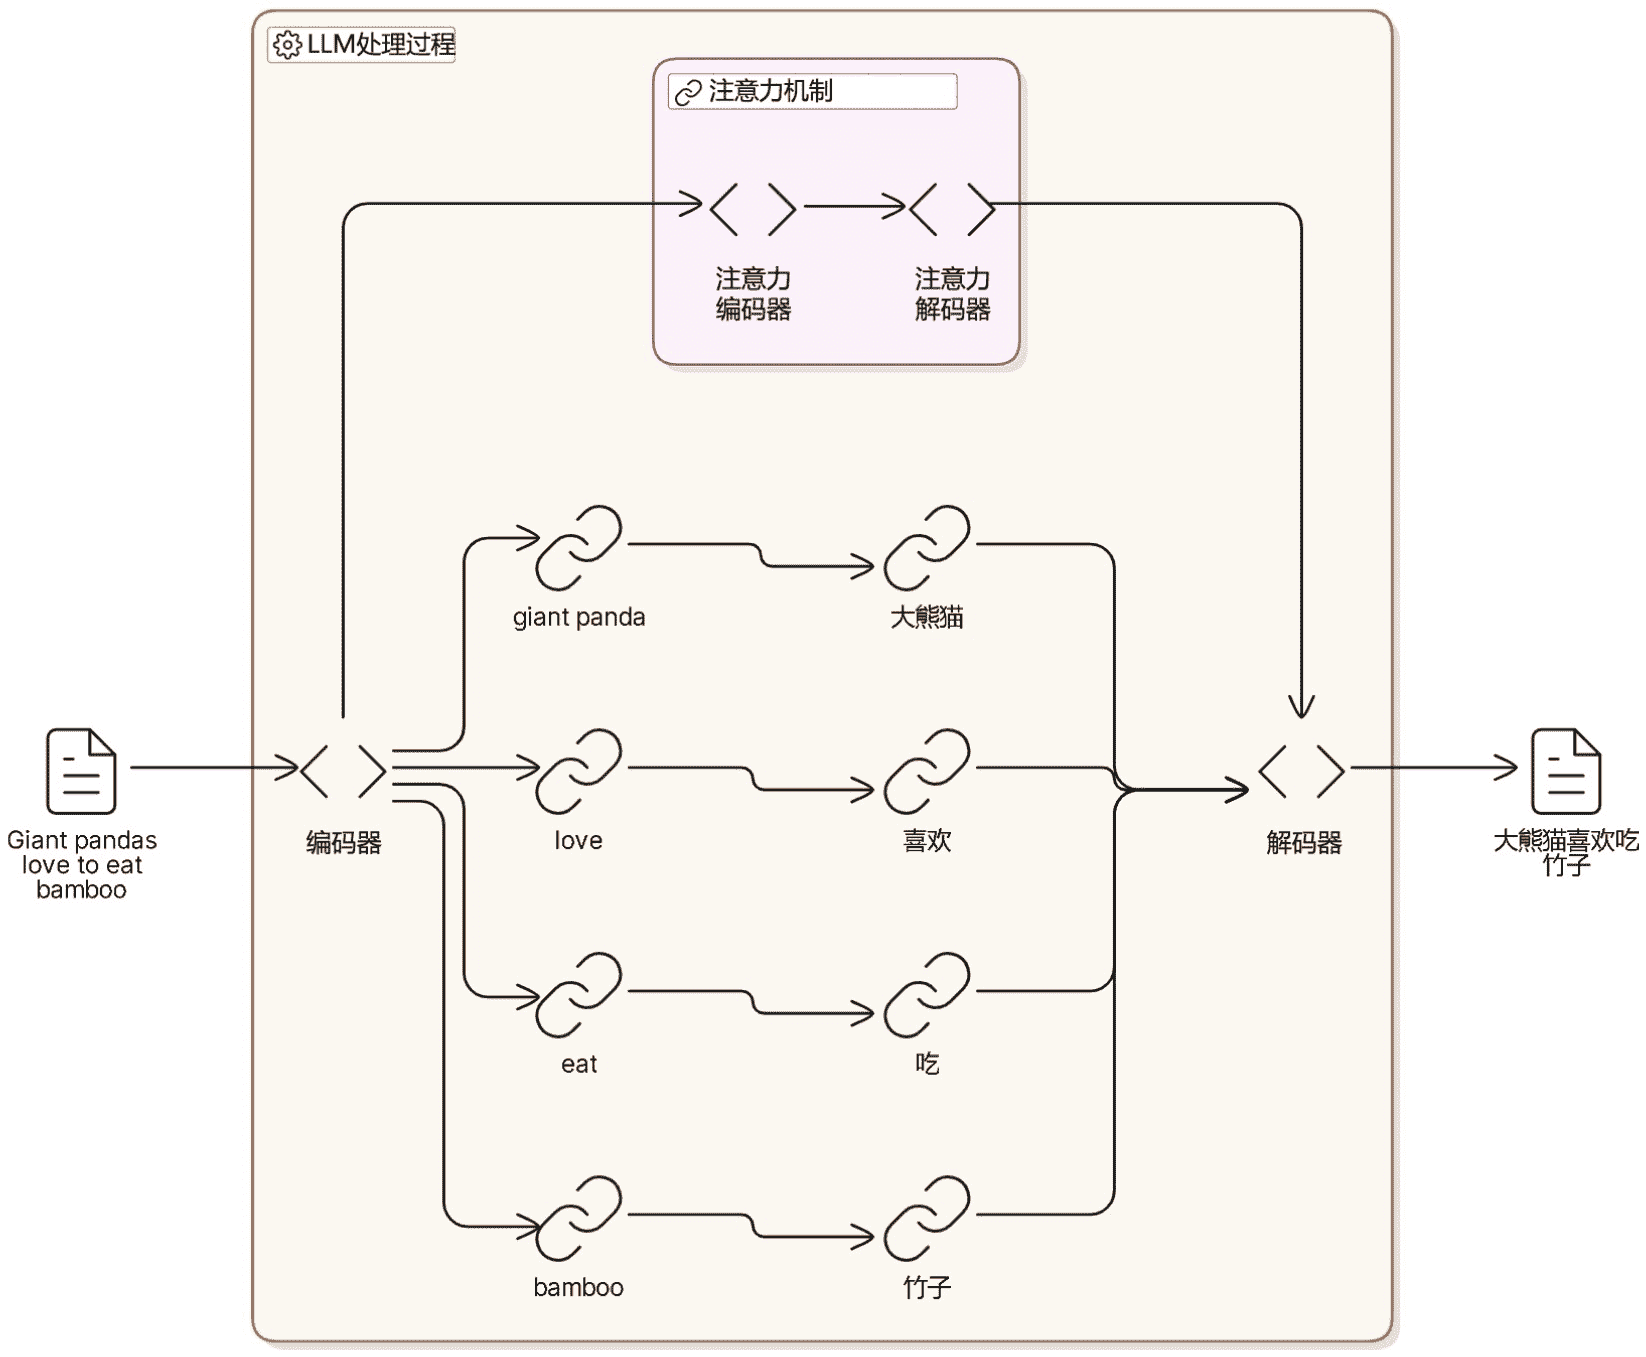 LLM处理过程
注意力机制
注意力
编码器
注意力
解码器
giant panda
大熊猫
Giant pandas
love to eat
bamboo
编码器
love
喜欢
解码器
大熊猫喜欢吃
竹子
eat
吃
bamboo
竹子